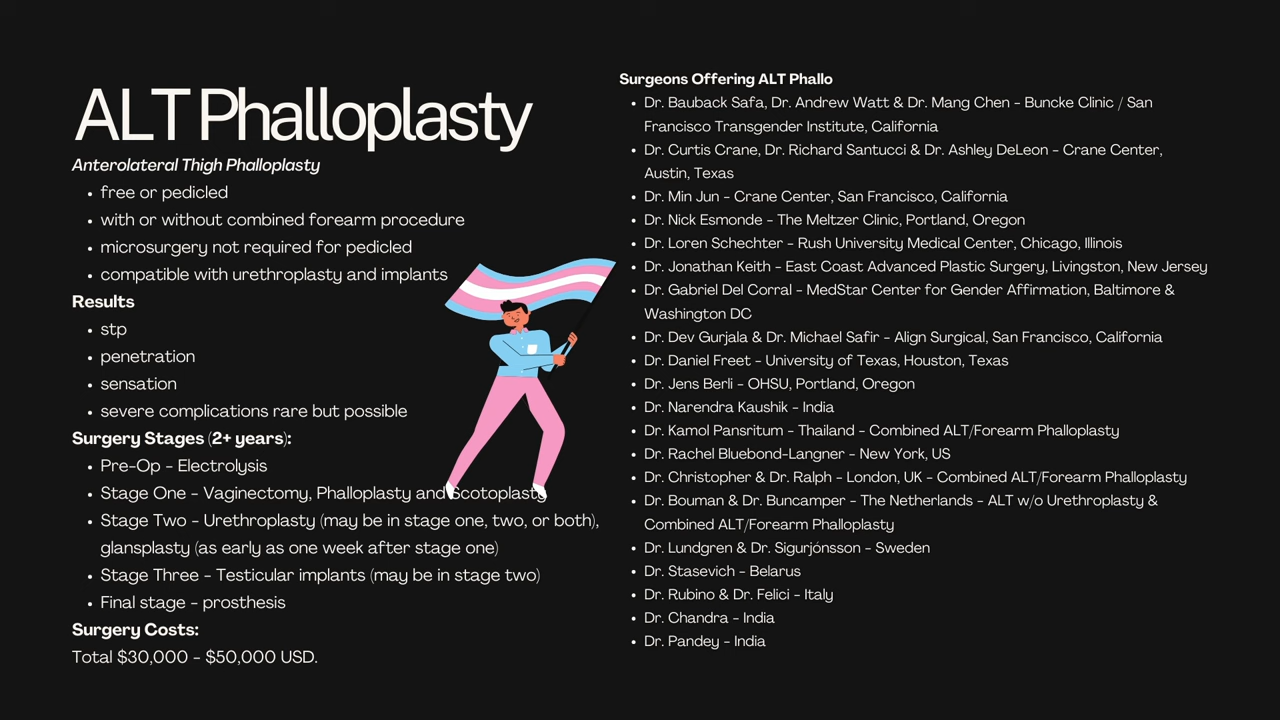 ALT Phalloplasty
Anterolateral Thigh Phalloplasty
• free or pedicled
• with or without combined forearm procedure
• microsurgery not required for pedicled
• compatible with urethroplasty and implants
Results
• stp
• penetration
• sensation
• severe complications rare but possible
Surgery Stages (2+ years):
• Pre-Op - Electrolysis
• Stage One - Vaginectomy, Phalloplasty and Scotoplasty
• Stage Two - Urethroplasty (may be in stage one, two, or both),
glansplasty (as early as one week after stage one)
• Stage Three - Testicular implants (may be in stage two)
• Final stage - prosthesis
Surgery Costs:
Total $30,000 - $50,000 USD.
Surgeons Offering ALT Phallo
• Dr. Bauback Safa, Dr. Andrew Watt & Dr. Mang Chen - Buncke Clinic / San
Francisco Transgender Institute, California
• Dr. Curtis Crane, Dr. Richard Santucci & Dr. Ashley DeLeon - Crane Center,
Austin, Texas
• Dr. Min Jun - Crane Center, San Francisco, California
• Dr. Nick Esmonde - The Meltzer Clinic, Portland, Oregon
• Dr. Loren Schechter - Rush University Medical Center, Chicago, Illinois
• Dr. Jonathan Keith - East Coast Advanced Plastic Surgery, Livingston, New Jersey
• Dr. Gabriel Del Corral - MedStar Center for Gender Affirmation, Baltimore &
Washington DC
• Dr. Dev Gurjala & Dr. Michael Safir - Align Surgical, San Francisco, California
• Dr. Daniel Freet - University of Texas, Houston, Texas
• Dr. Jens Berli - OHSU, Portland, Oregon
• Dr. Narendra Kaushik - India
• Dr. Kamol Pansritum - Thailand - Combined ALT/Forearm Phalloplasty
• Dr. Rachel Bluebond-Langner - New York, US
• Dr. Christopher & Dr. Ralph - London, UK - Combined ALT/Forearm Phalloplasty
• Dr. Bouman & Dr. Buncamper - The Netherlands - ALT w/o Urethroplasty &
Combined ALT/Forearm Phalloplasty
• Dr. Lundgren & Dr. Sigurjónsson - Sweden
• Dr. Stasevich - Belarus
• Dr. Rubino & Dr. Felici - Italy
• Dr. Chandra - India
• Dr. Pandey - India